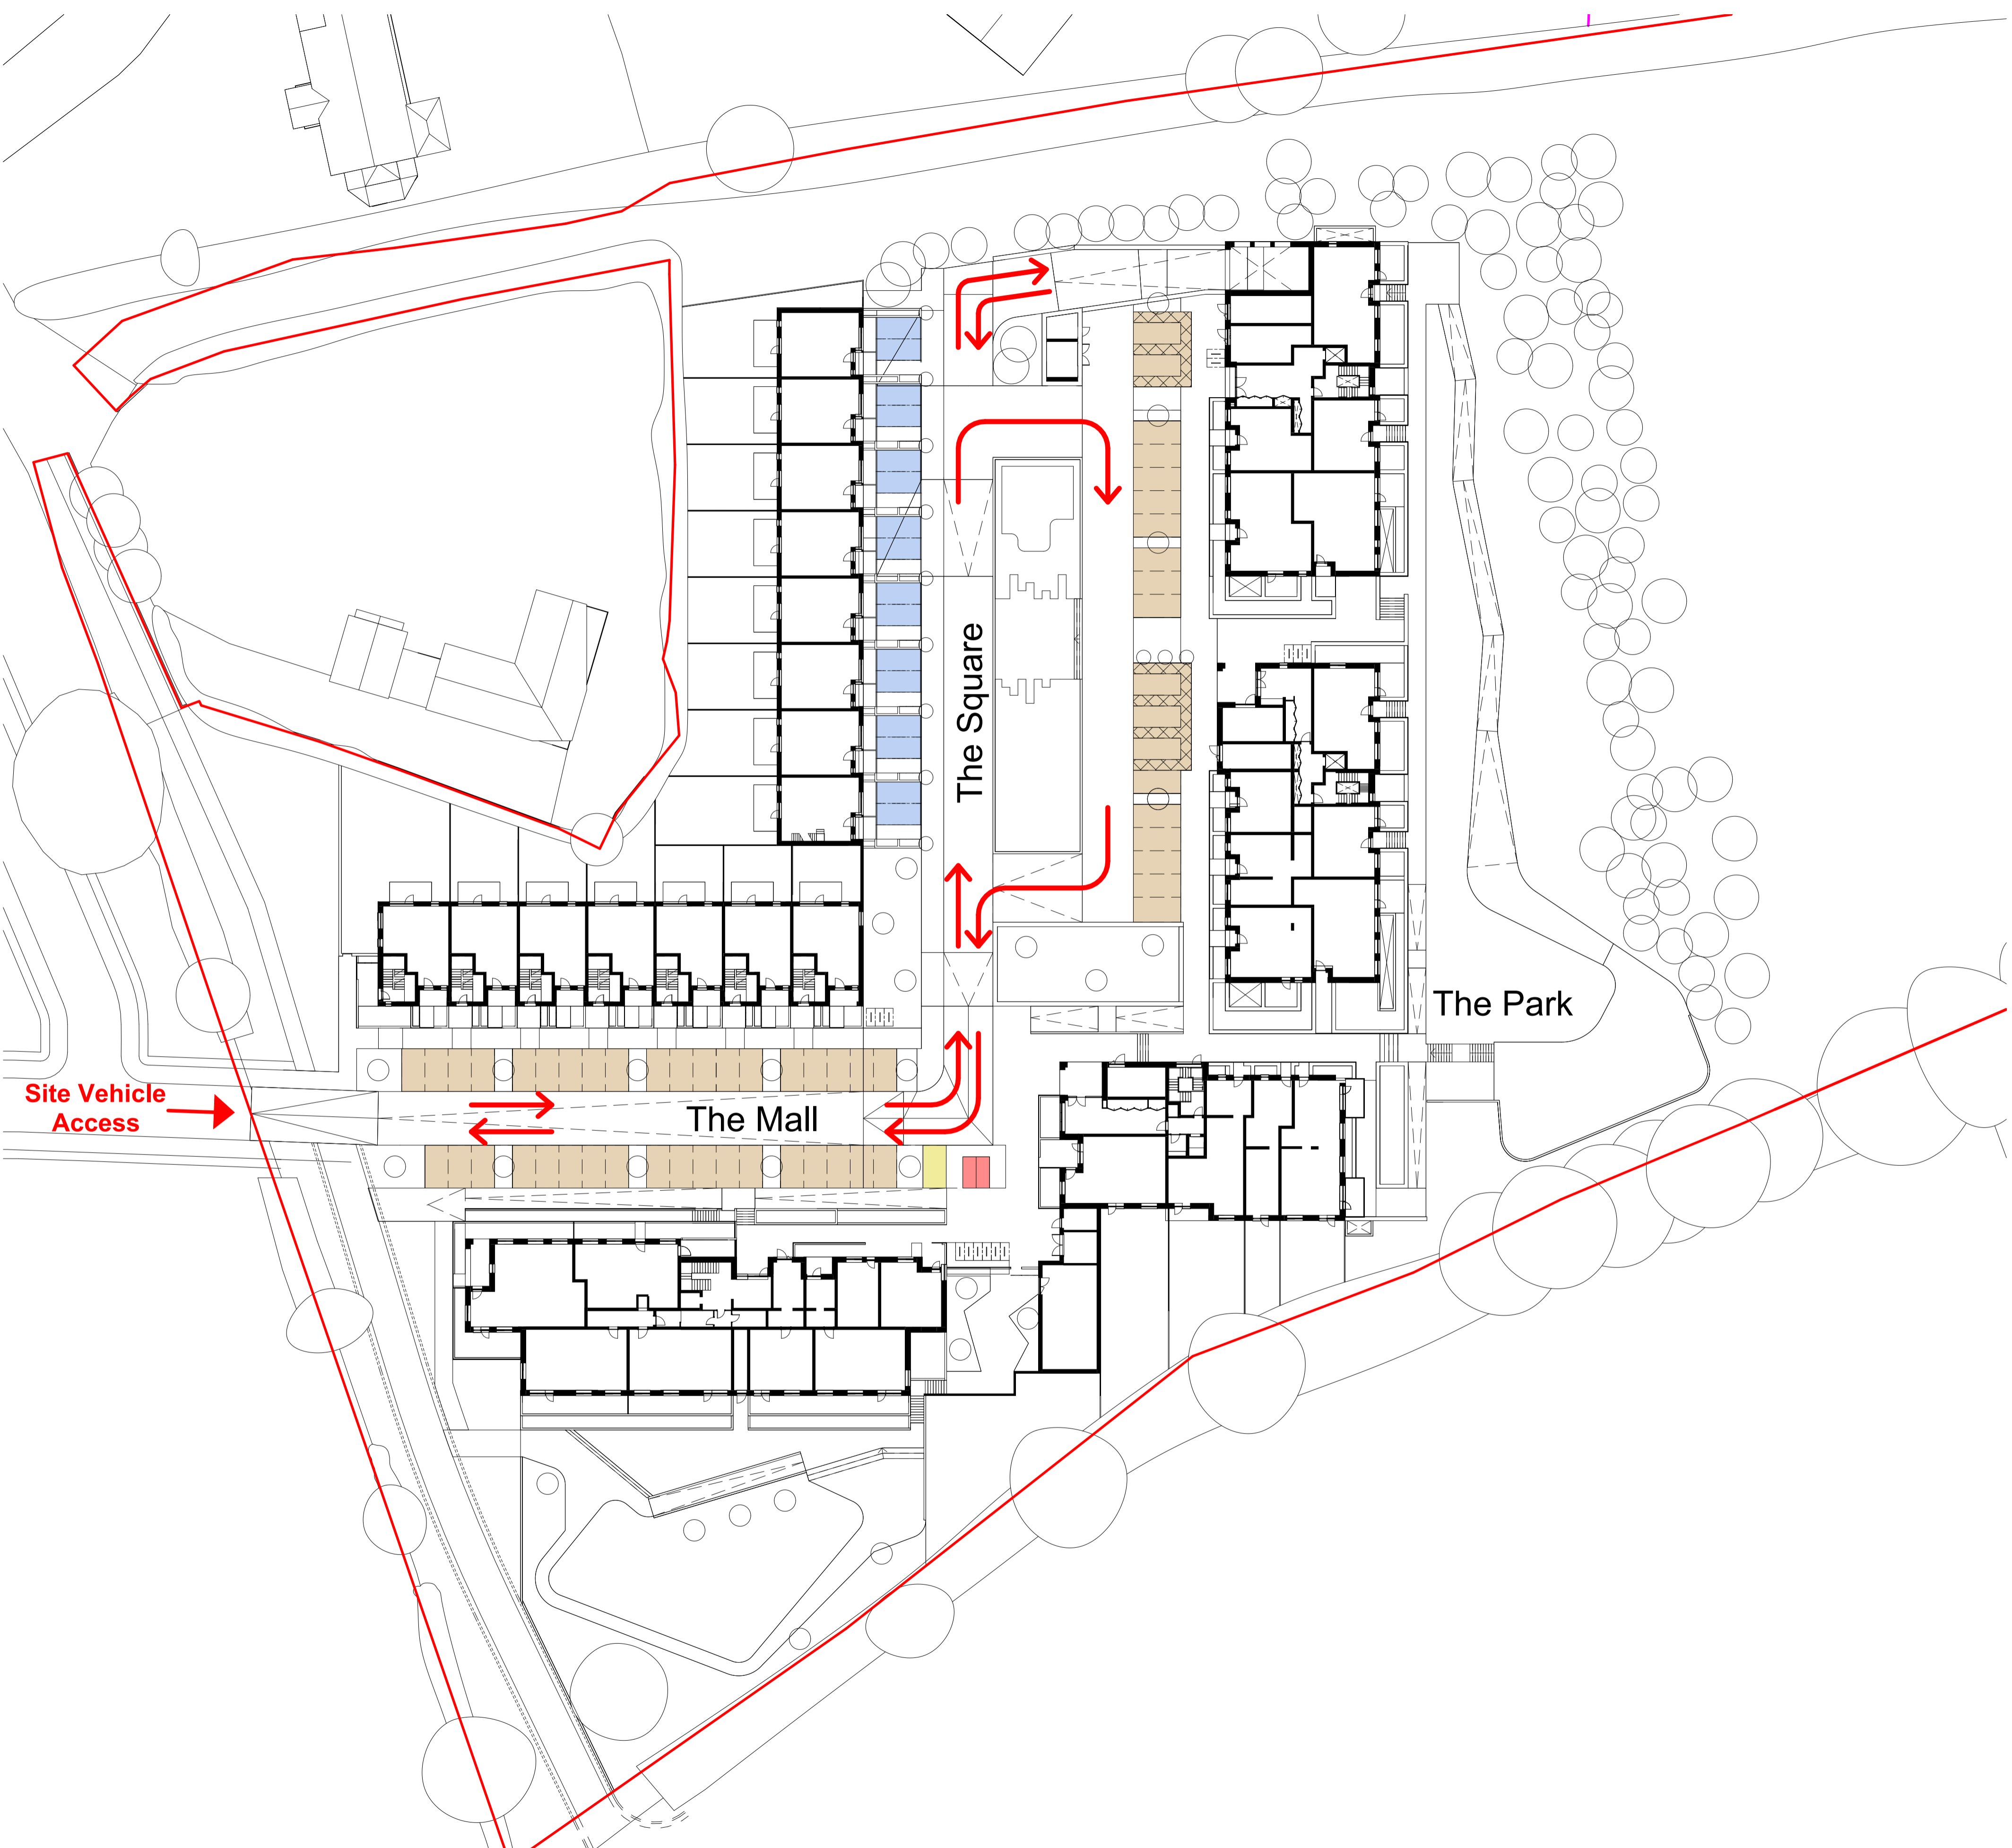 The Square
The Park
Site Vehicle
Access
The Mall